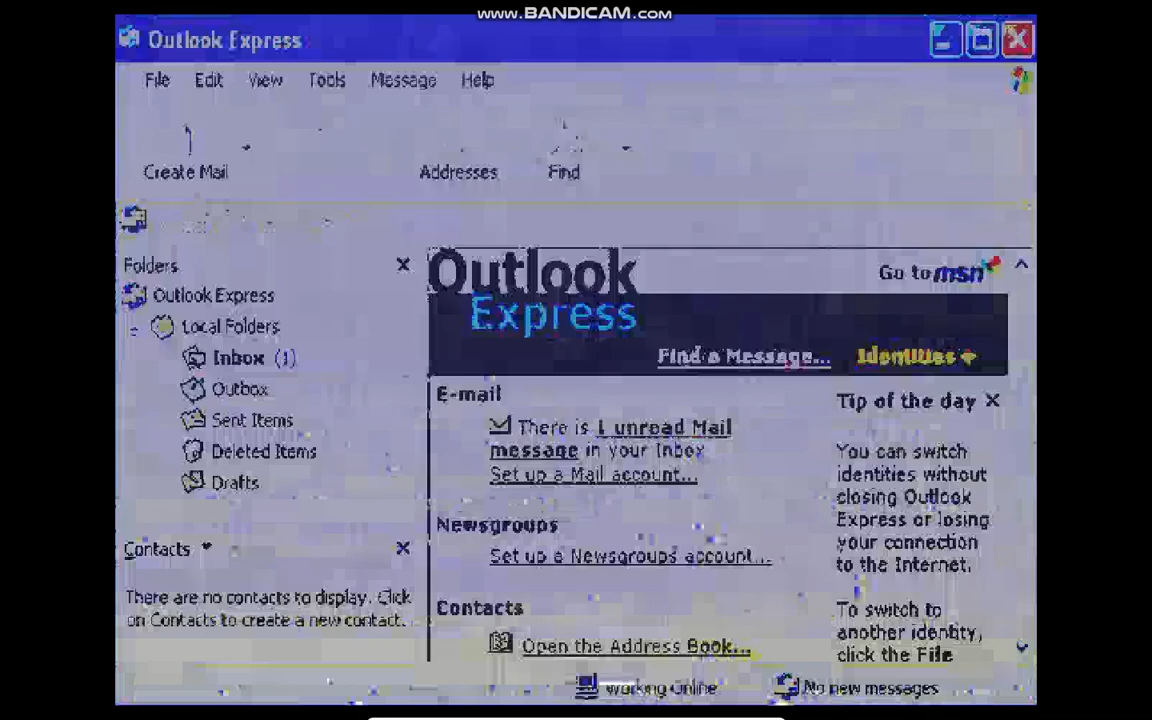 www.BANDICAM.com
Outlook Express
File Edit View Tools Message Help
Create Mail Addresses Find
Folders
Outlook Express
Local Folders
Inbox (1)
Outbox
Sent Items
Deleted Items
Drafts
Contacts
There are no contacts to display. Click
on Contacts to create a new contact.
Outlook
Express
Go to msn
Find a Message... Identities
E-mail
There is 1 unread Mail
message in your Inbox
Set up a Mail account...
Newsgroups
Set up a Newsgroups account...
Contacts
Open the Address Book...
Tip of the day
You can switch
identities without
closing Outlook
Express or losing
your connection
to the Internet.
To switch to
another identity,
click the File
Working Online No new messages